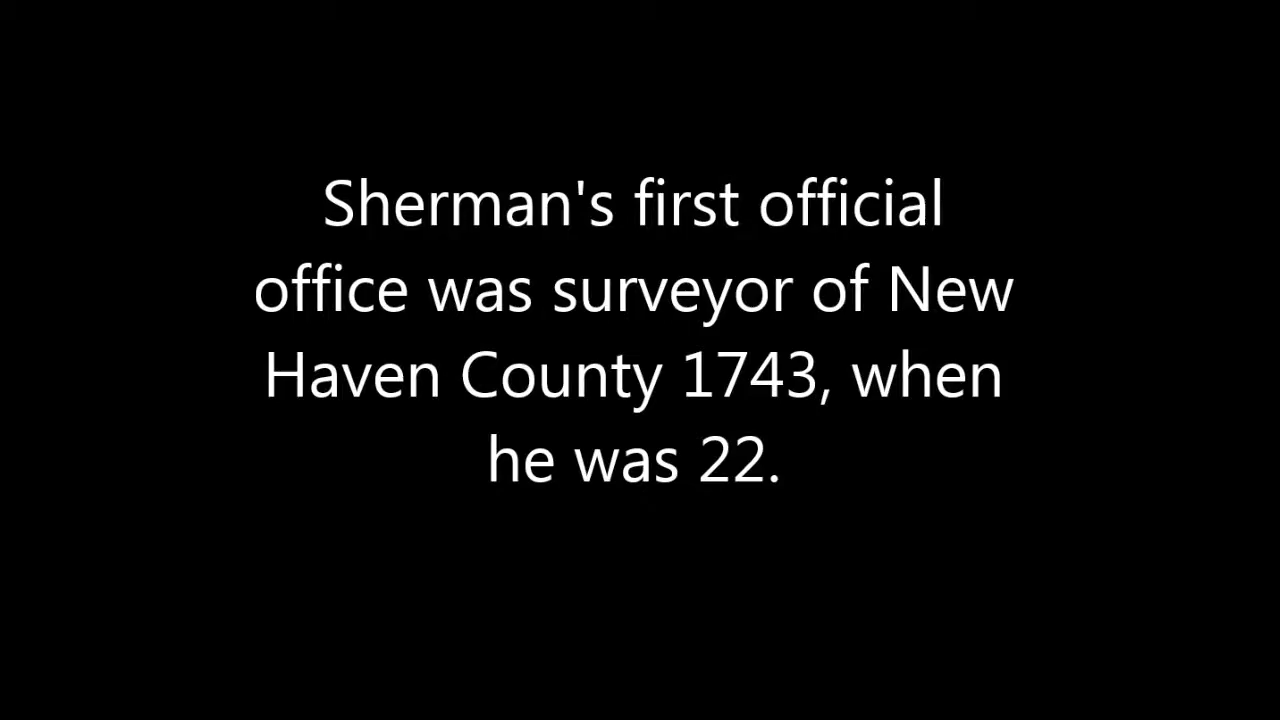 Sherman's first official
office was surveyor of New
Haven County 1743, when
he was 22.